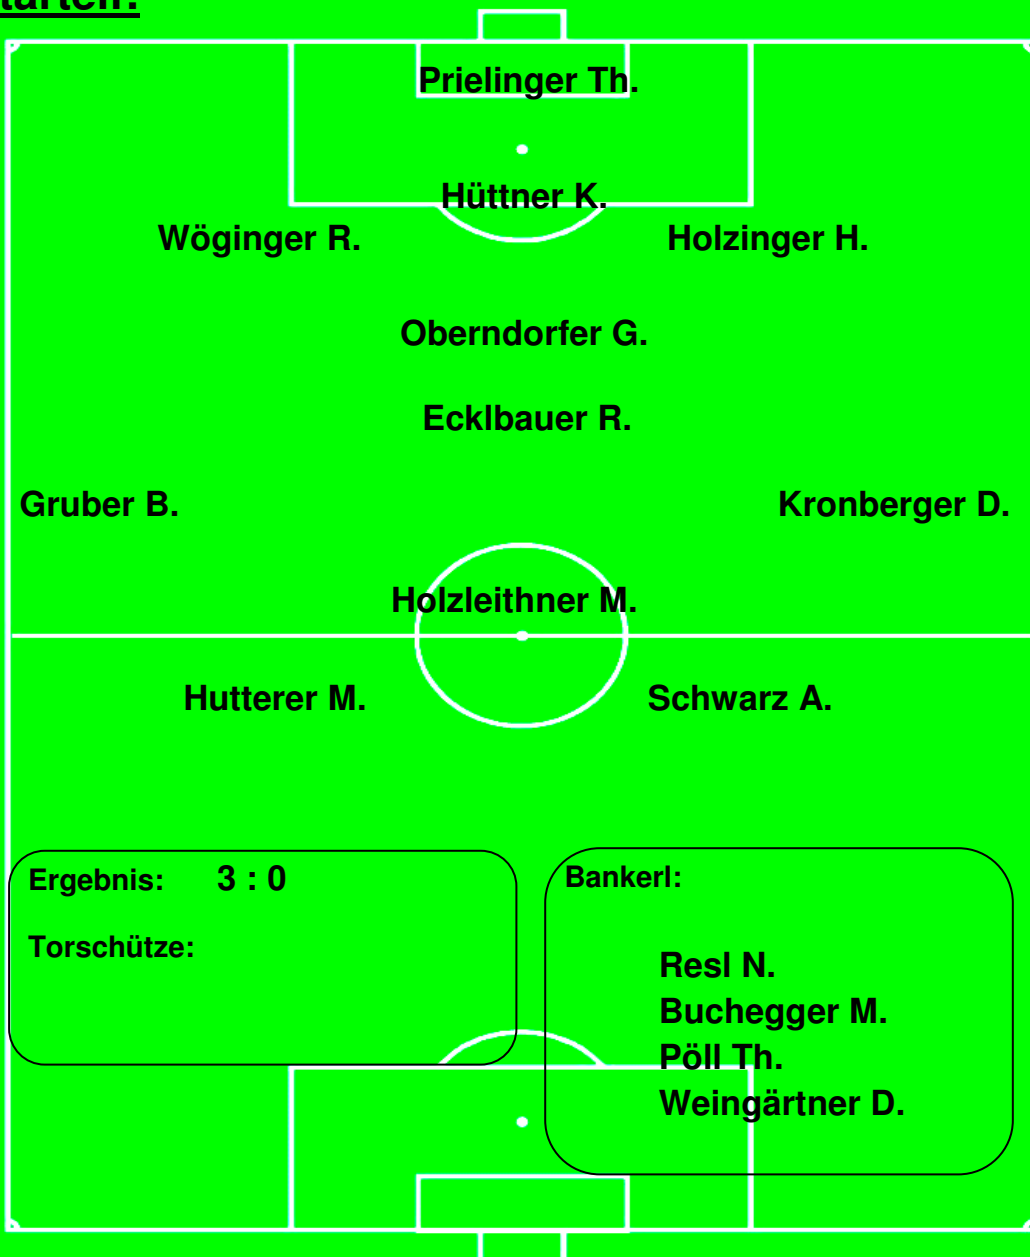 Prielinger Th.
Hüttner K.
Wöginger R. Holzinger H.
Oberndorfer G.
Ecklbauer R.
Gruber B. Kronberger D.
Holzleithner M.
Hutterer M. Schwarz A.
Ergebnis: 3 : 0
Torschütze:
Bankerl:
Resl N.
Buchegger M.
Pöll Th.
Weingärtner D.